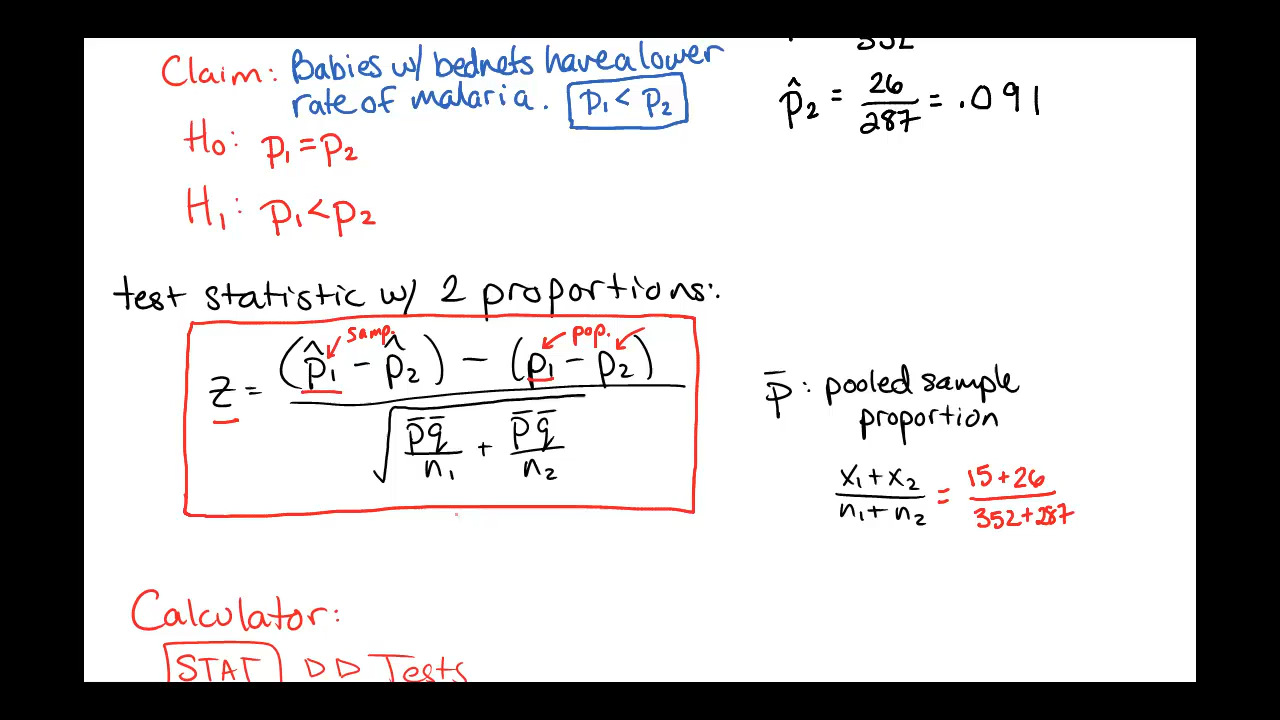 Claim: Babies w/ bednets have a lower
rate of malaria. p₁ < p₂
H₀: p₁ = p₂
H₁: p₁ < p₂
352
p̂₂ = 26/287 = .091
test statistic w/ 2 proportions:
samp. pop.
z = (p̂₁ - p̂₂) - (p₁ - p₂) / √(p̄q̄/n₁ + p̄q̄/n₂)
p̄: pooled sample
proportion
x₁ + x₂ / n₁ + n₂ = 15 + 26 / 352 + 287
Calculator:
STAT ▷▷ Tests